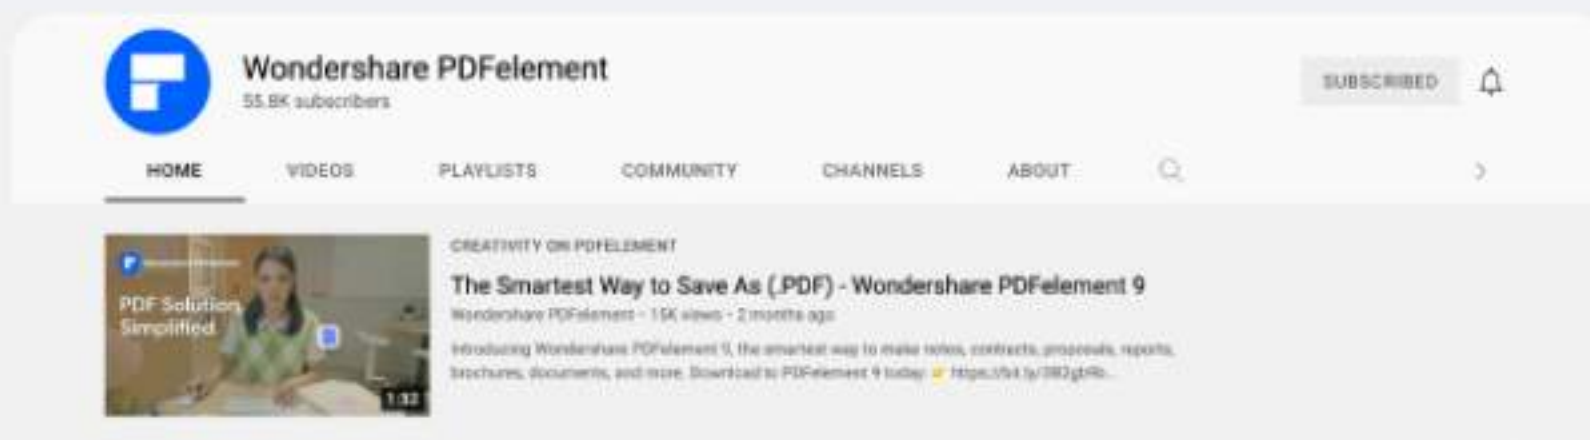 Wondershare PDFelement
55.8K subscribers
SUBSCRIBED
HOME VIDEOS PLAYLISTS COMMUNITY CHANNELS ABOUT
CREATIVITY ON PDFELEMENT
The Smartest Way to Save As (.PDF) - Wondershare PDFelement 9
Wondershare PDFelement • 15K views • 2 months ago
Introducing Wondershare PDFelement 9, the smartest way to make notes, contracts, proposals, reports,
brochures, documents, and more. Download to PDFelement 9 today:
PDF Solution
Simplified
1:32